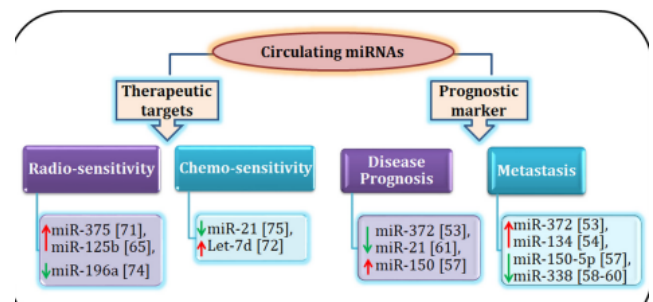 Circulating miRNAs
Therapeutic
targets
Prognostic
marker
Radio-sensitivity
Chemo-sensitivity
Disease
Prognosis
Metastasis
miR-375 [71],
miR-125b [65],
miR-196a [74]
miR-21 [75],
Let-7d [72]
miR-372 [53],
miR-21 [61],
miR-150 [57]
miR-372 [53],
miR-134 [54],
miR-150-5p [57],
miR-338 [58-60]